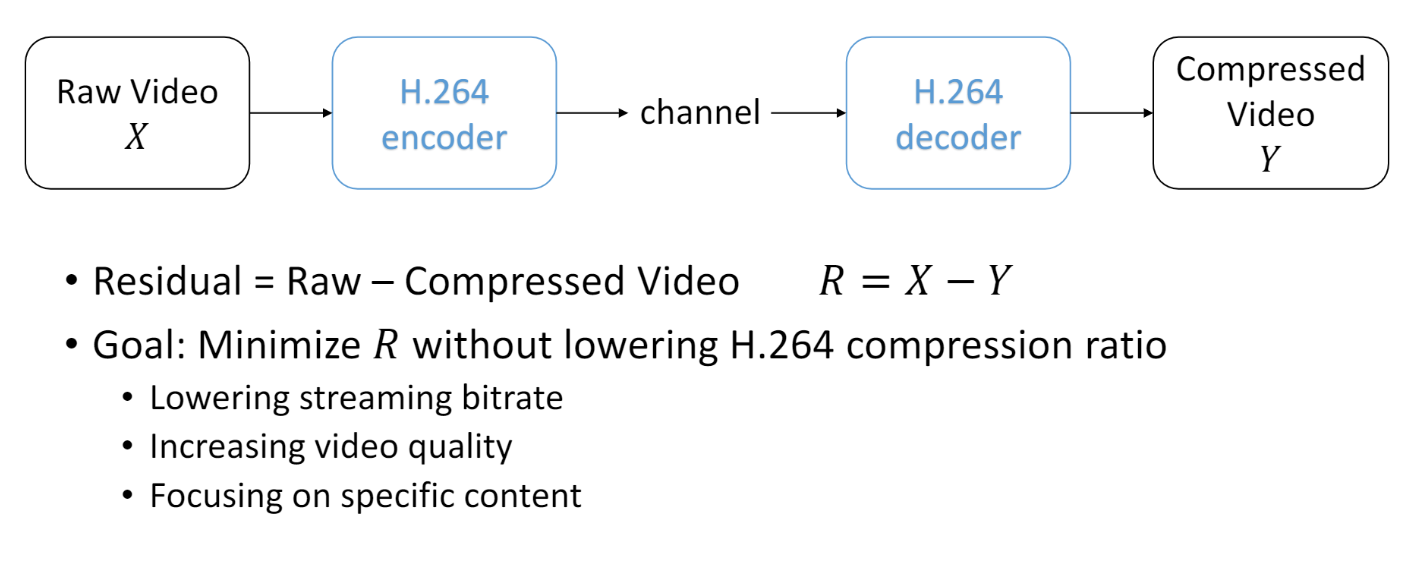 Raw Video
X
H.264
encoder
channel
H.264
decoder
Compressed
Video
Y
• Residual = Raw – Compressed Video R = X − Y
• Goal: Minimize R without lowering H.264 compression ratio
• Lowering streaming bitrate
• Increasing video quality
• Focusing on specific content